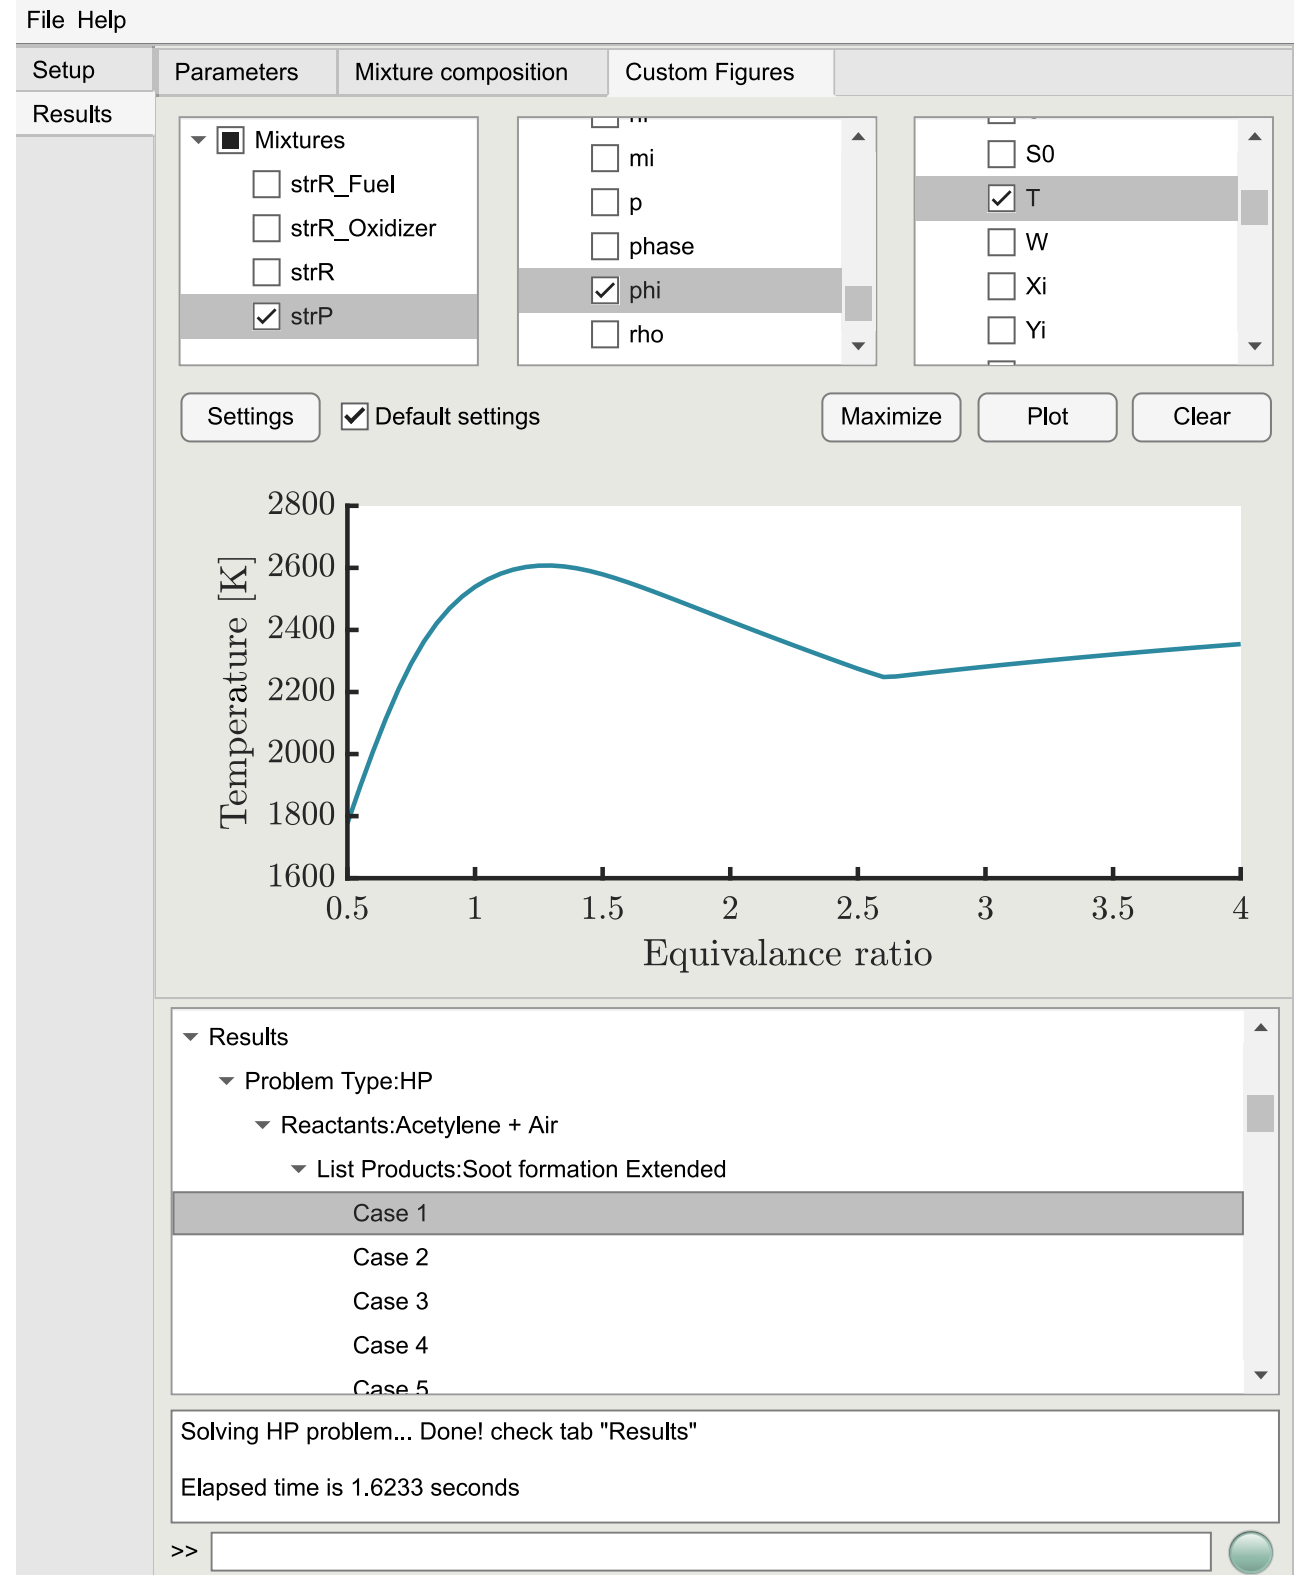 File Help
Setup
Results
Parameters
Mixture composition
Custom Figures
Mixtures
strR_Fuel
strR_Oxidizer
strR
strP
mi
p
phase
phi
rho
S0
T
W
Xi
Yi
Settings
Default settings
Maximize
Plot
Clear
2800
2600
2400
2200
2000
1800
1600
Temperature [K]
0.5 1 1.5 2 2.5 3 3.5 4
Equivalance ratio
Results
Problem Type:HP
Reactants:Acetylene + Air
List Products:Soot formation Extended
Case 1
Case 2
Case 3
Case 4
Case 5
Solving HP problem... Done! check tab "Results"
Elapsed time is 1.6233 seconds
>>